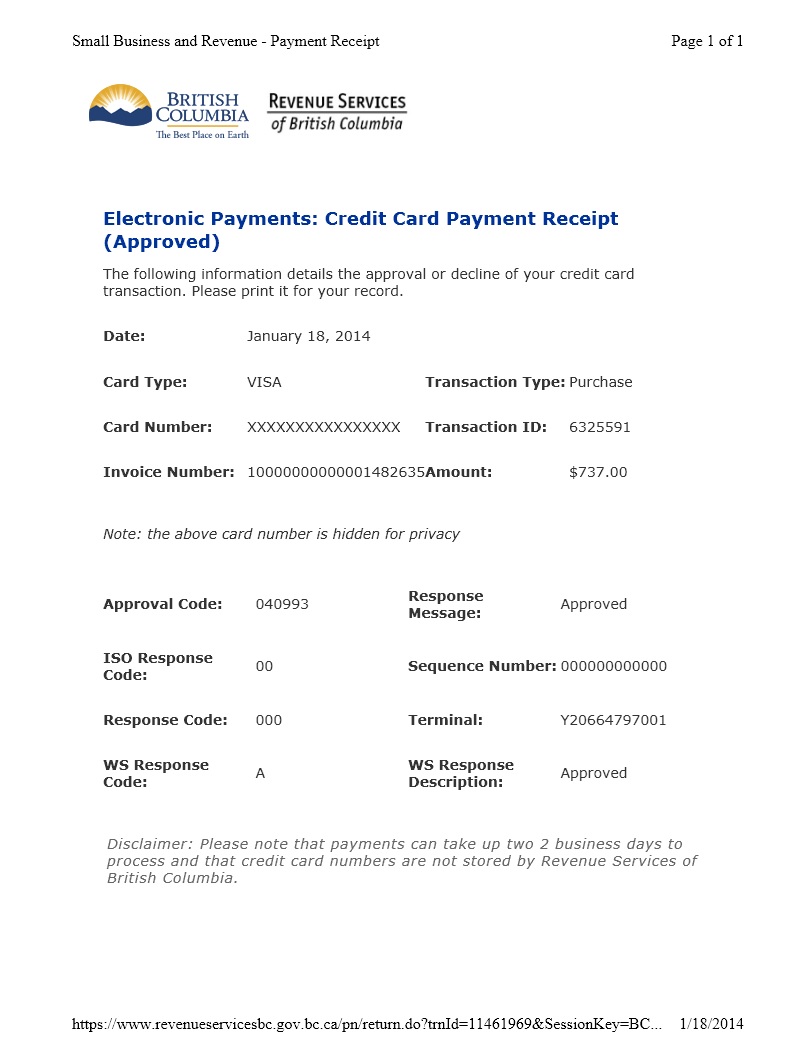 Small Business and Revenue - Payment Receipt Page 1 of 1
BRITISH COLUMBIA
The Best Place on Earth
REVENUE SERVICES
of British Columbia
Electronic Payments: Credit Card Payment Receipt
(Approved)
The following information details the approval or decline of your credit card
transaction. Please print it for your record.
Date: January 18, 2014
Card Type: VISA Transaction Type: Purchase
Card Number: XXXXXXXXXXXXXXXX Transaction ID: 6325591
Invoice Number: 10000000000001482635 Amount: $737.00
Note: the above card number is hidden for privacy
Approval Code: 040993 Response Message: Approved
ISO Response Code: 00 Sequence Number: 000000000000
Response Code: 000 Terminal: Y20664797001
WS Response Code: A WS Response Description: Approved
Disclaimer: Please note that payments can take up two 2 business days to
process and that credit card numbers are not stored by Revenue Services of
British Columbia.
https://www.revenueservicesbc.gov.bc.ca/pn/return.do?trnId=11461969&SessionKey=BC... 1/18/2014